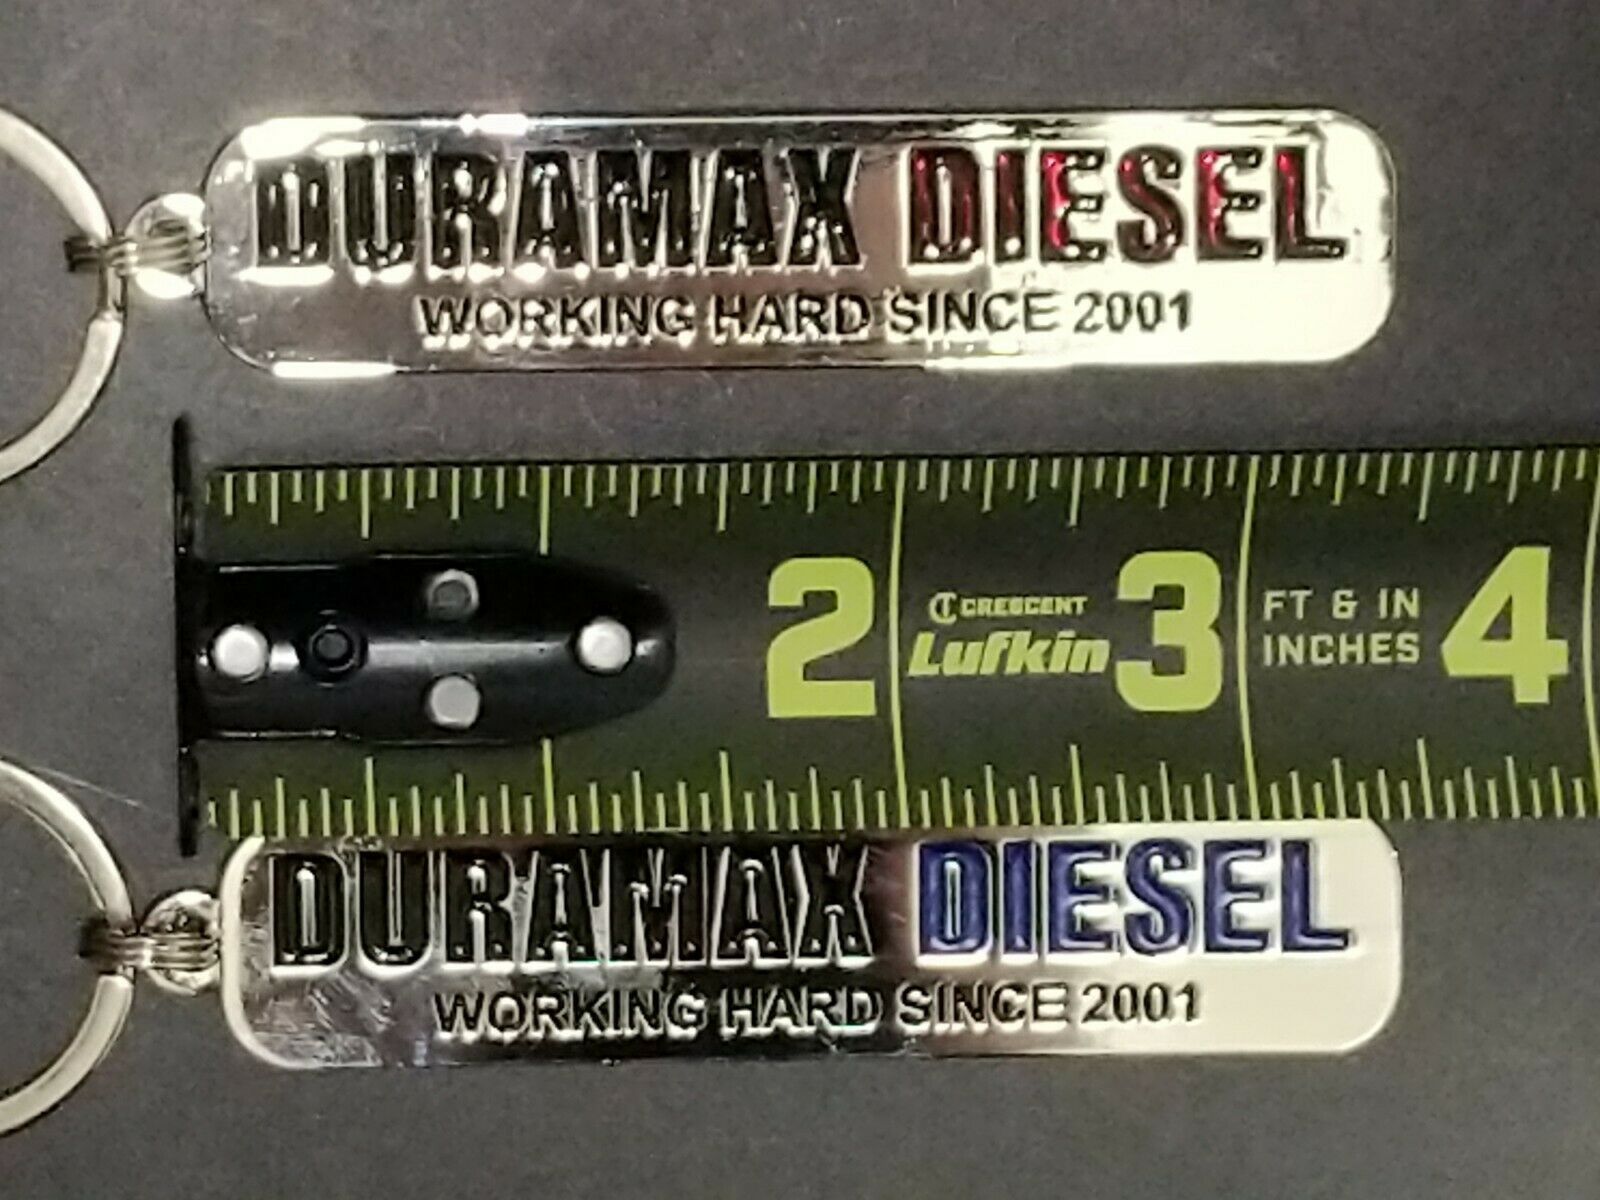 DURAMAX DIESEL
WORKING HARD SINCE 2001
2 CRESCENT Lufkin 3 FT & IN INCHES 4
DURAMAX DIESEL
WORKING HARD SINCE 2001